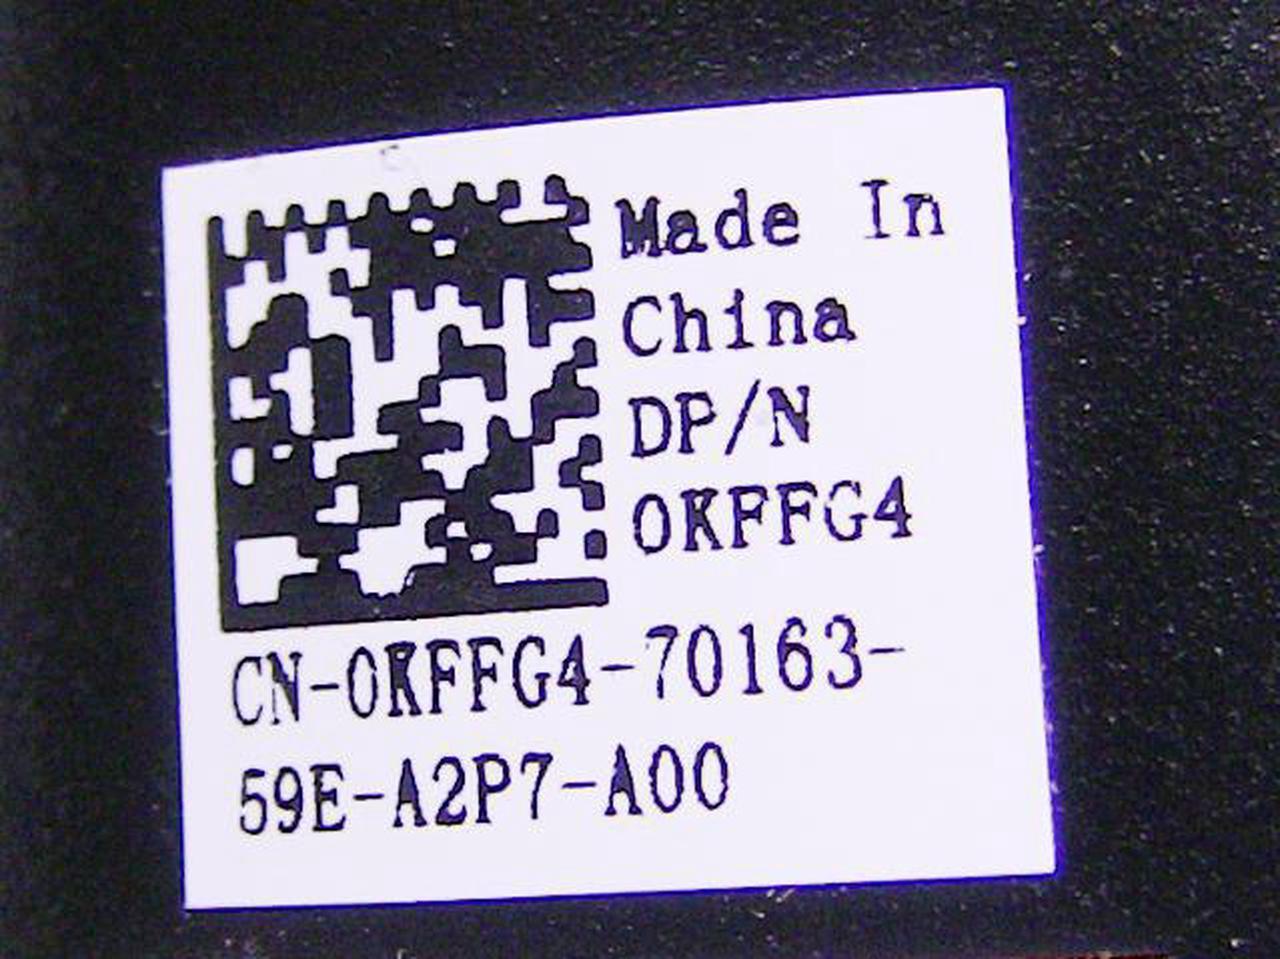 Made In
China
DP/N
0KFFG4
CN-0KFFG4-70163-
59E-A2P7-A00